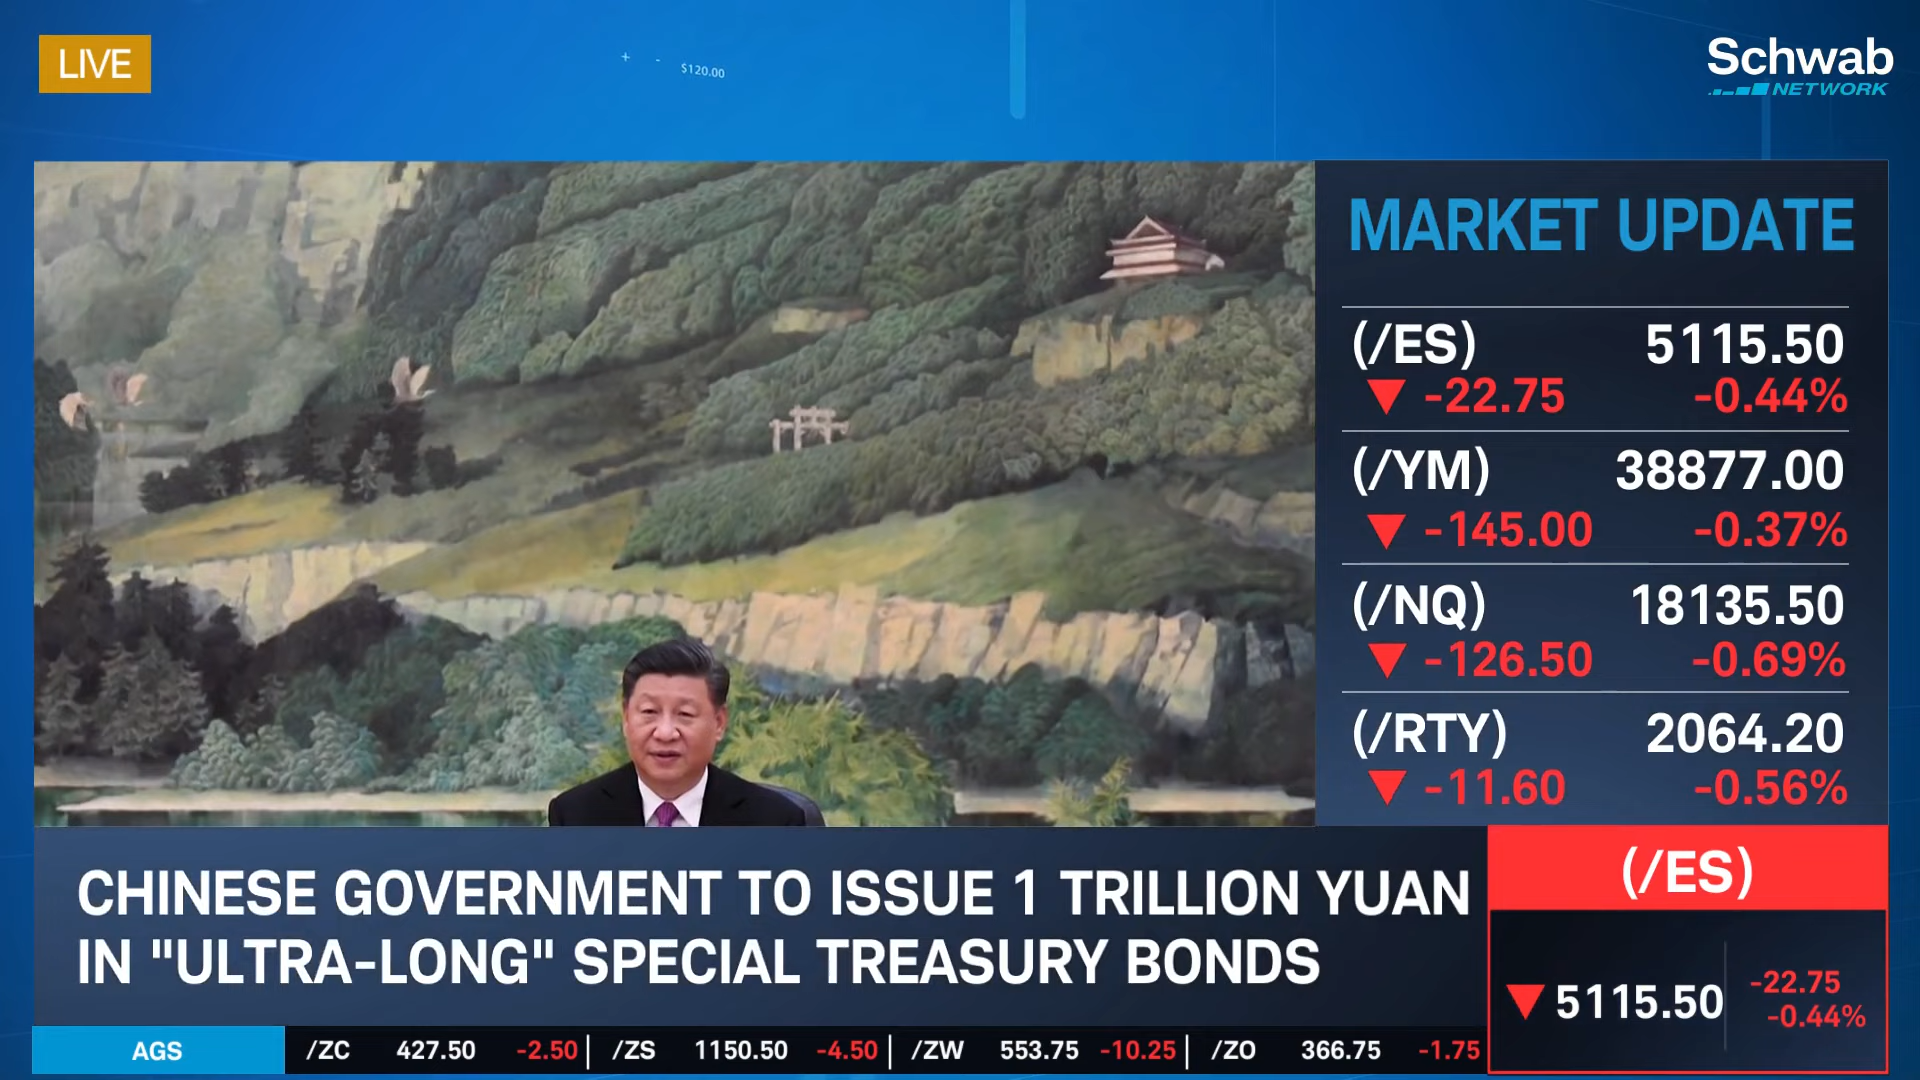 LIVE
+ - $120.00
Schwab
NETWORK
MARKET UPDATE
(/ES) 5115.50
▼ -22.75 -0.44%
(/YM) 38877.00
▼ -145.00 -0.37%
(/NQ) 18135.50
▼ -126.50 -0.69%
(/RTY) 2064.20
▼ -11.60 -0.56%
CHINESE GOVERNMENT TO ISSUE 1 TRILLION YUAN
IN "ULTRA-LONG" SPECIAL TREASURY BONDS
(/ES)
▼ 5115.50 -22.75
-0.44%
AGS /ZC 427.50 -2.50 | /ZS 1150.50 -4.50 | /ZW 553.75 -10.25 | /ZO 366.75 -1.75